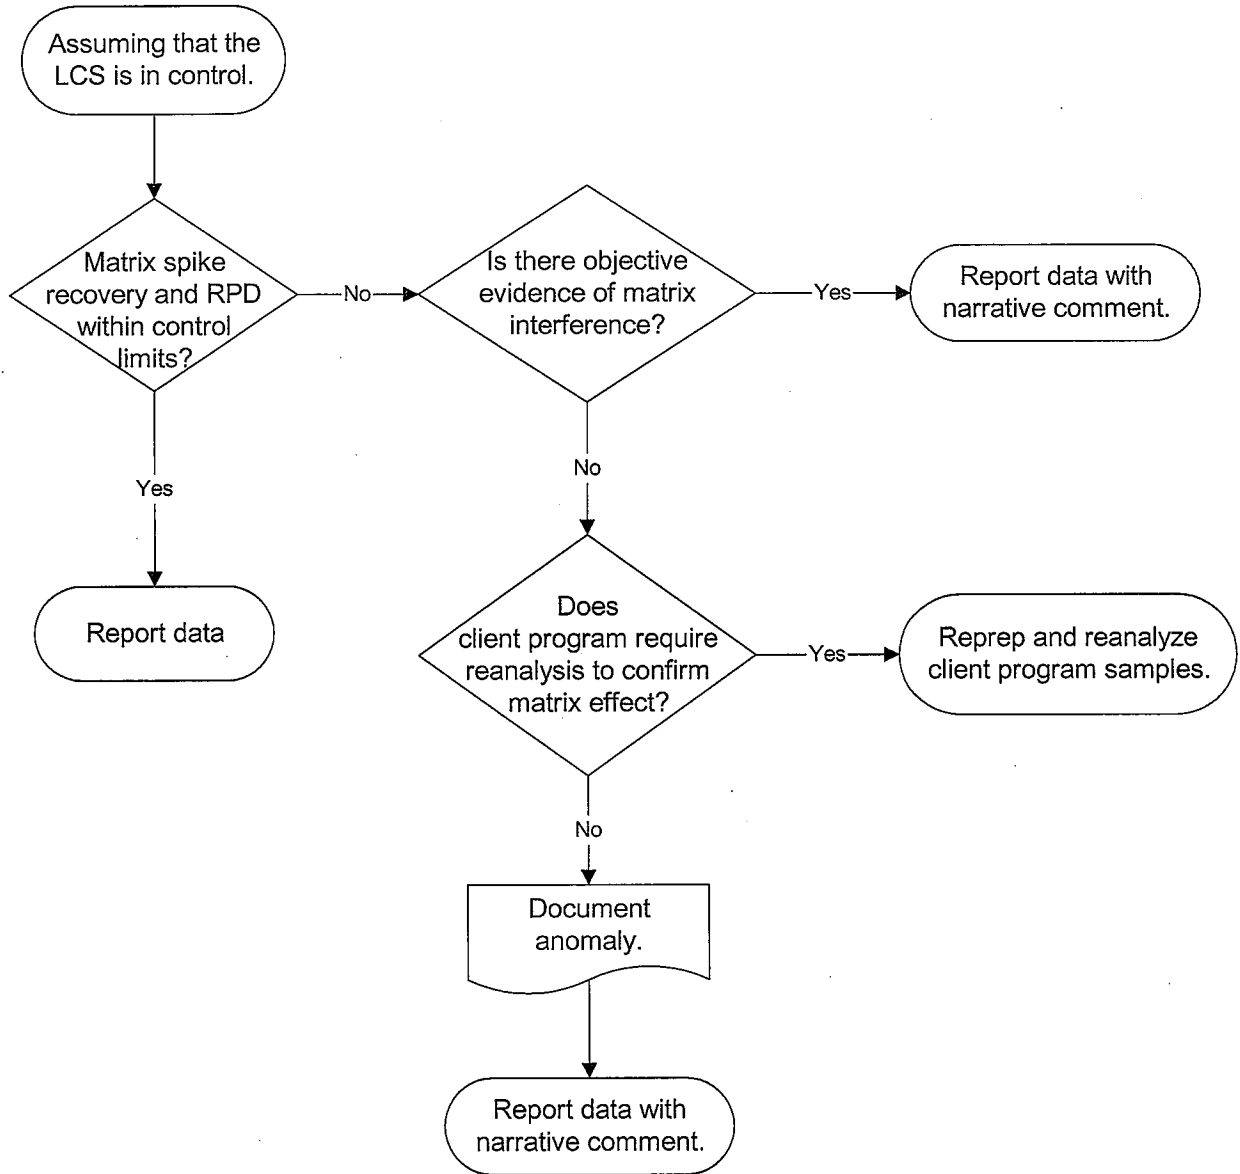 Assuming that the
LCS is in control.
Matrix spike
recovery and RPD
within control
limits?
No
Is there objective
evidence of matrix
interference?
Yes
Report data with
narrative comment.
Yes
Report data
No
Does
client program require
reanalysis to confirm
matrix effect?
Yes
Reprep and reanalyze
client program samples.
No
Document
anomaly.
Report data with
narrative comment.